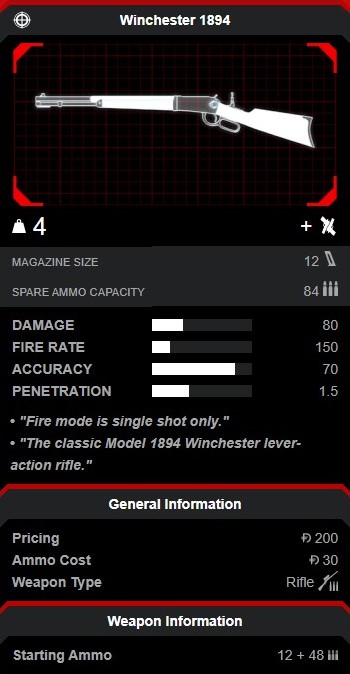 Winchester 1894
4 +
MAGAZINE SIZE 12
SPARE AMMO CAPACITY 84
DAMAGE 80
FIRE RATE 150
ACCURACY 70
PENETRATION 1.5
• "Fire mode is single shot only."
• "The classic Model 1894 Winchester lever-
action rifle."
General Information
Pricing 200
Ammo Cost 30
Weapon Type Rifle
Weapon Information
Starting Ammo 12 + 48